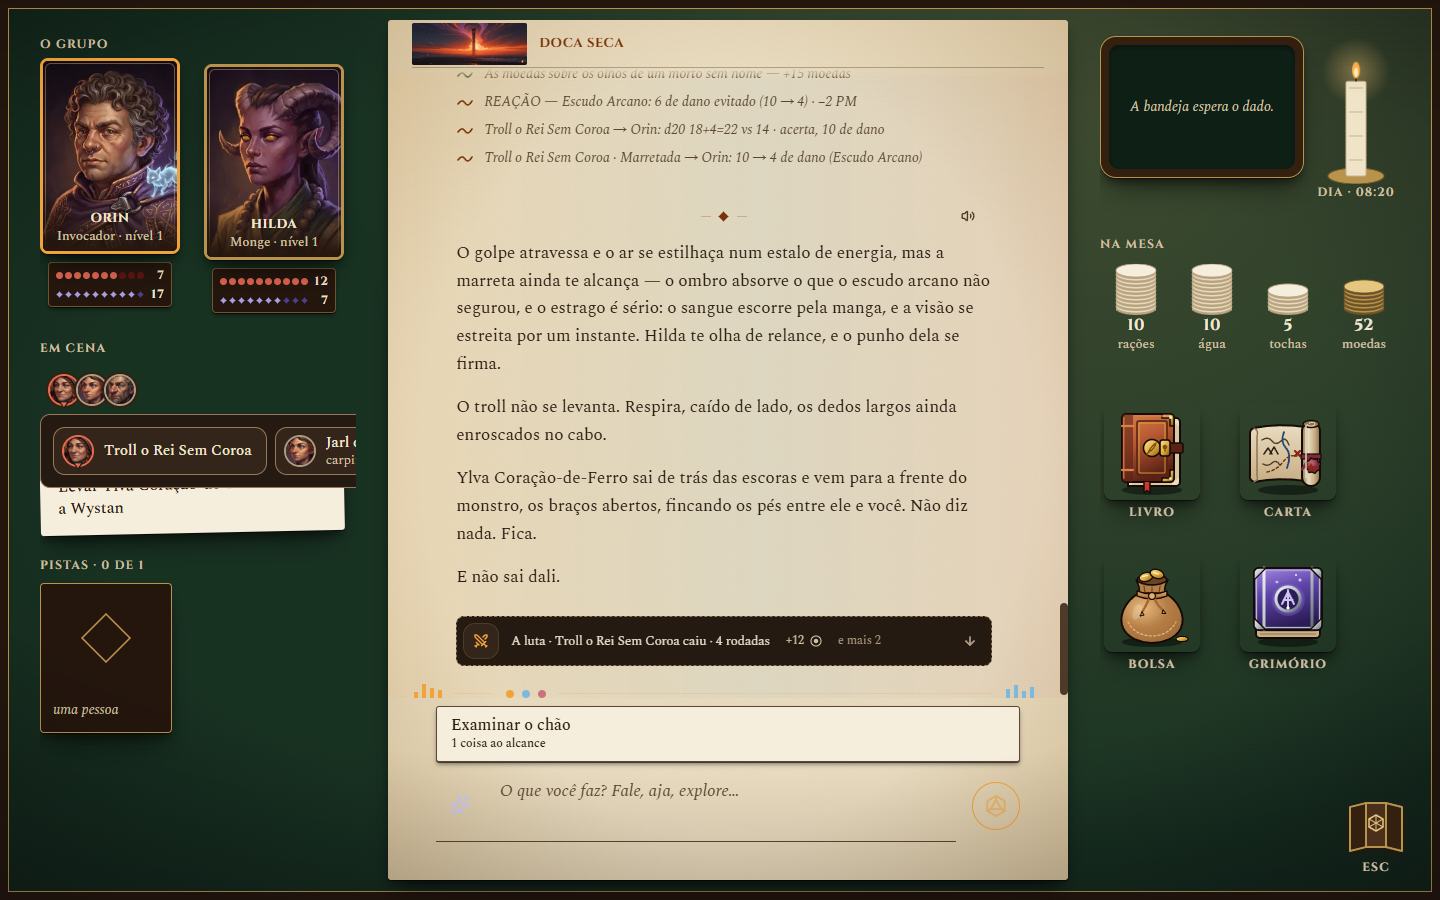 O GRUPO
ORIN
Invocador · nível 1
7
17
HILDA
Monge · nível 1
12
7
EM CENA
Troll o Rei Sem Coroa
Jarl
carpi
a Wystan
PISTAS · 0 DE 1
uma pessoa
DOCA SECA
As moedas sobre os olhos de um morto sem nome — +15 moedas
REAÇÃO — Escudo Arcano: 6 de dano evitado (10 → 4) · −2 PM
Troll o Rei Sem Coroa → Orin: d20 18+4=22 vs 14 · acerta, 10 de dano
Troll o Rei Sem Coroa · Marretada → Orin: 10 → 4 de dano (Escudo Arcano)
O golpe atravessa e o ar se estilhaça num estalo de energia, mas a
marreta ainda te alcança — o ombro absorve o que o escudo arcano não
segurou, e o estrago é sério: o sangue escorre pela manga, e a visão se
estreita por um instante. Hilda te olha de relance, e o punho dela se
firma.
O troll não se levanta. Respira, caído de lado, os dedos largos ainda
enroscados no cabo.
Ylva Coração-de-Ferro sai de trás das escoras e vem para a frente do
monstro, os braços abertos, fincando os pés entre ele e você. Não diz
nada. Fica.
E não sai dali.
A luta · Troll o Rei Sem Coroa caiu · 4 rodadas +12 e mais 2
Examinar o chão
1 coisa ao alcance
O que você faz? Fale, aja, explore...
A bandeja espera o dado.
DIA · 08:20
NA MESA
10
rações
10
água
5
tochas
52
moedas
LIVRO
CARTA
BOLSA
GRIMÓRIO
ESC